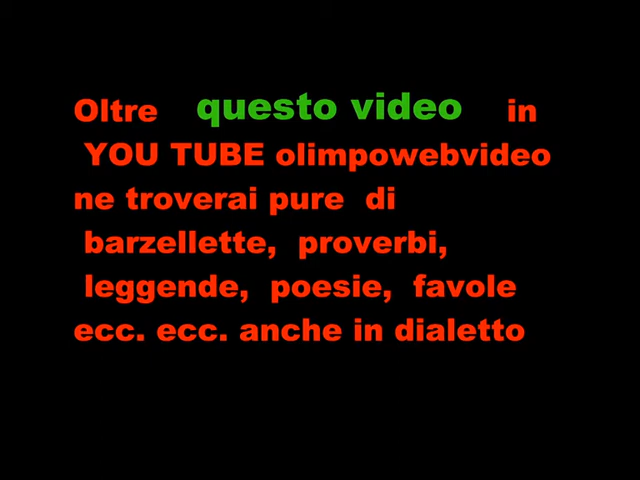 Oltre questo video in
YOU TUBE olimpowebvideo
ne troverai pure di
barzellette, proverbi,
leggende, poesie, favole
ecc. ecc. anche in dialetto